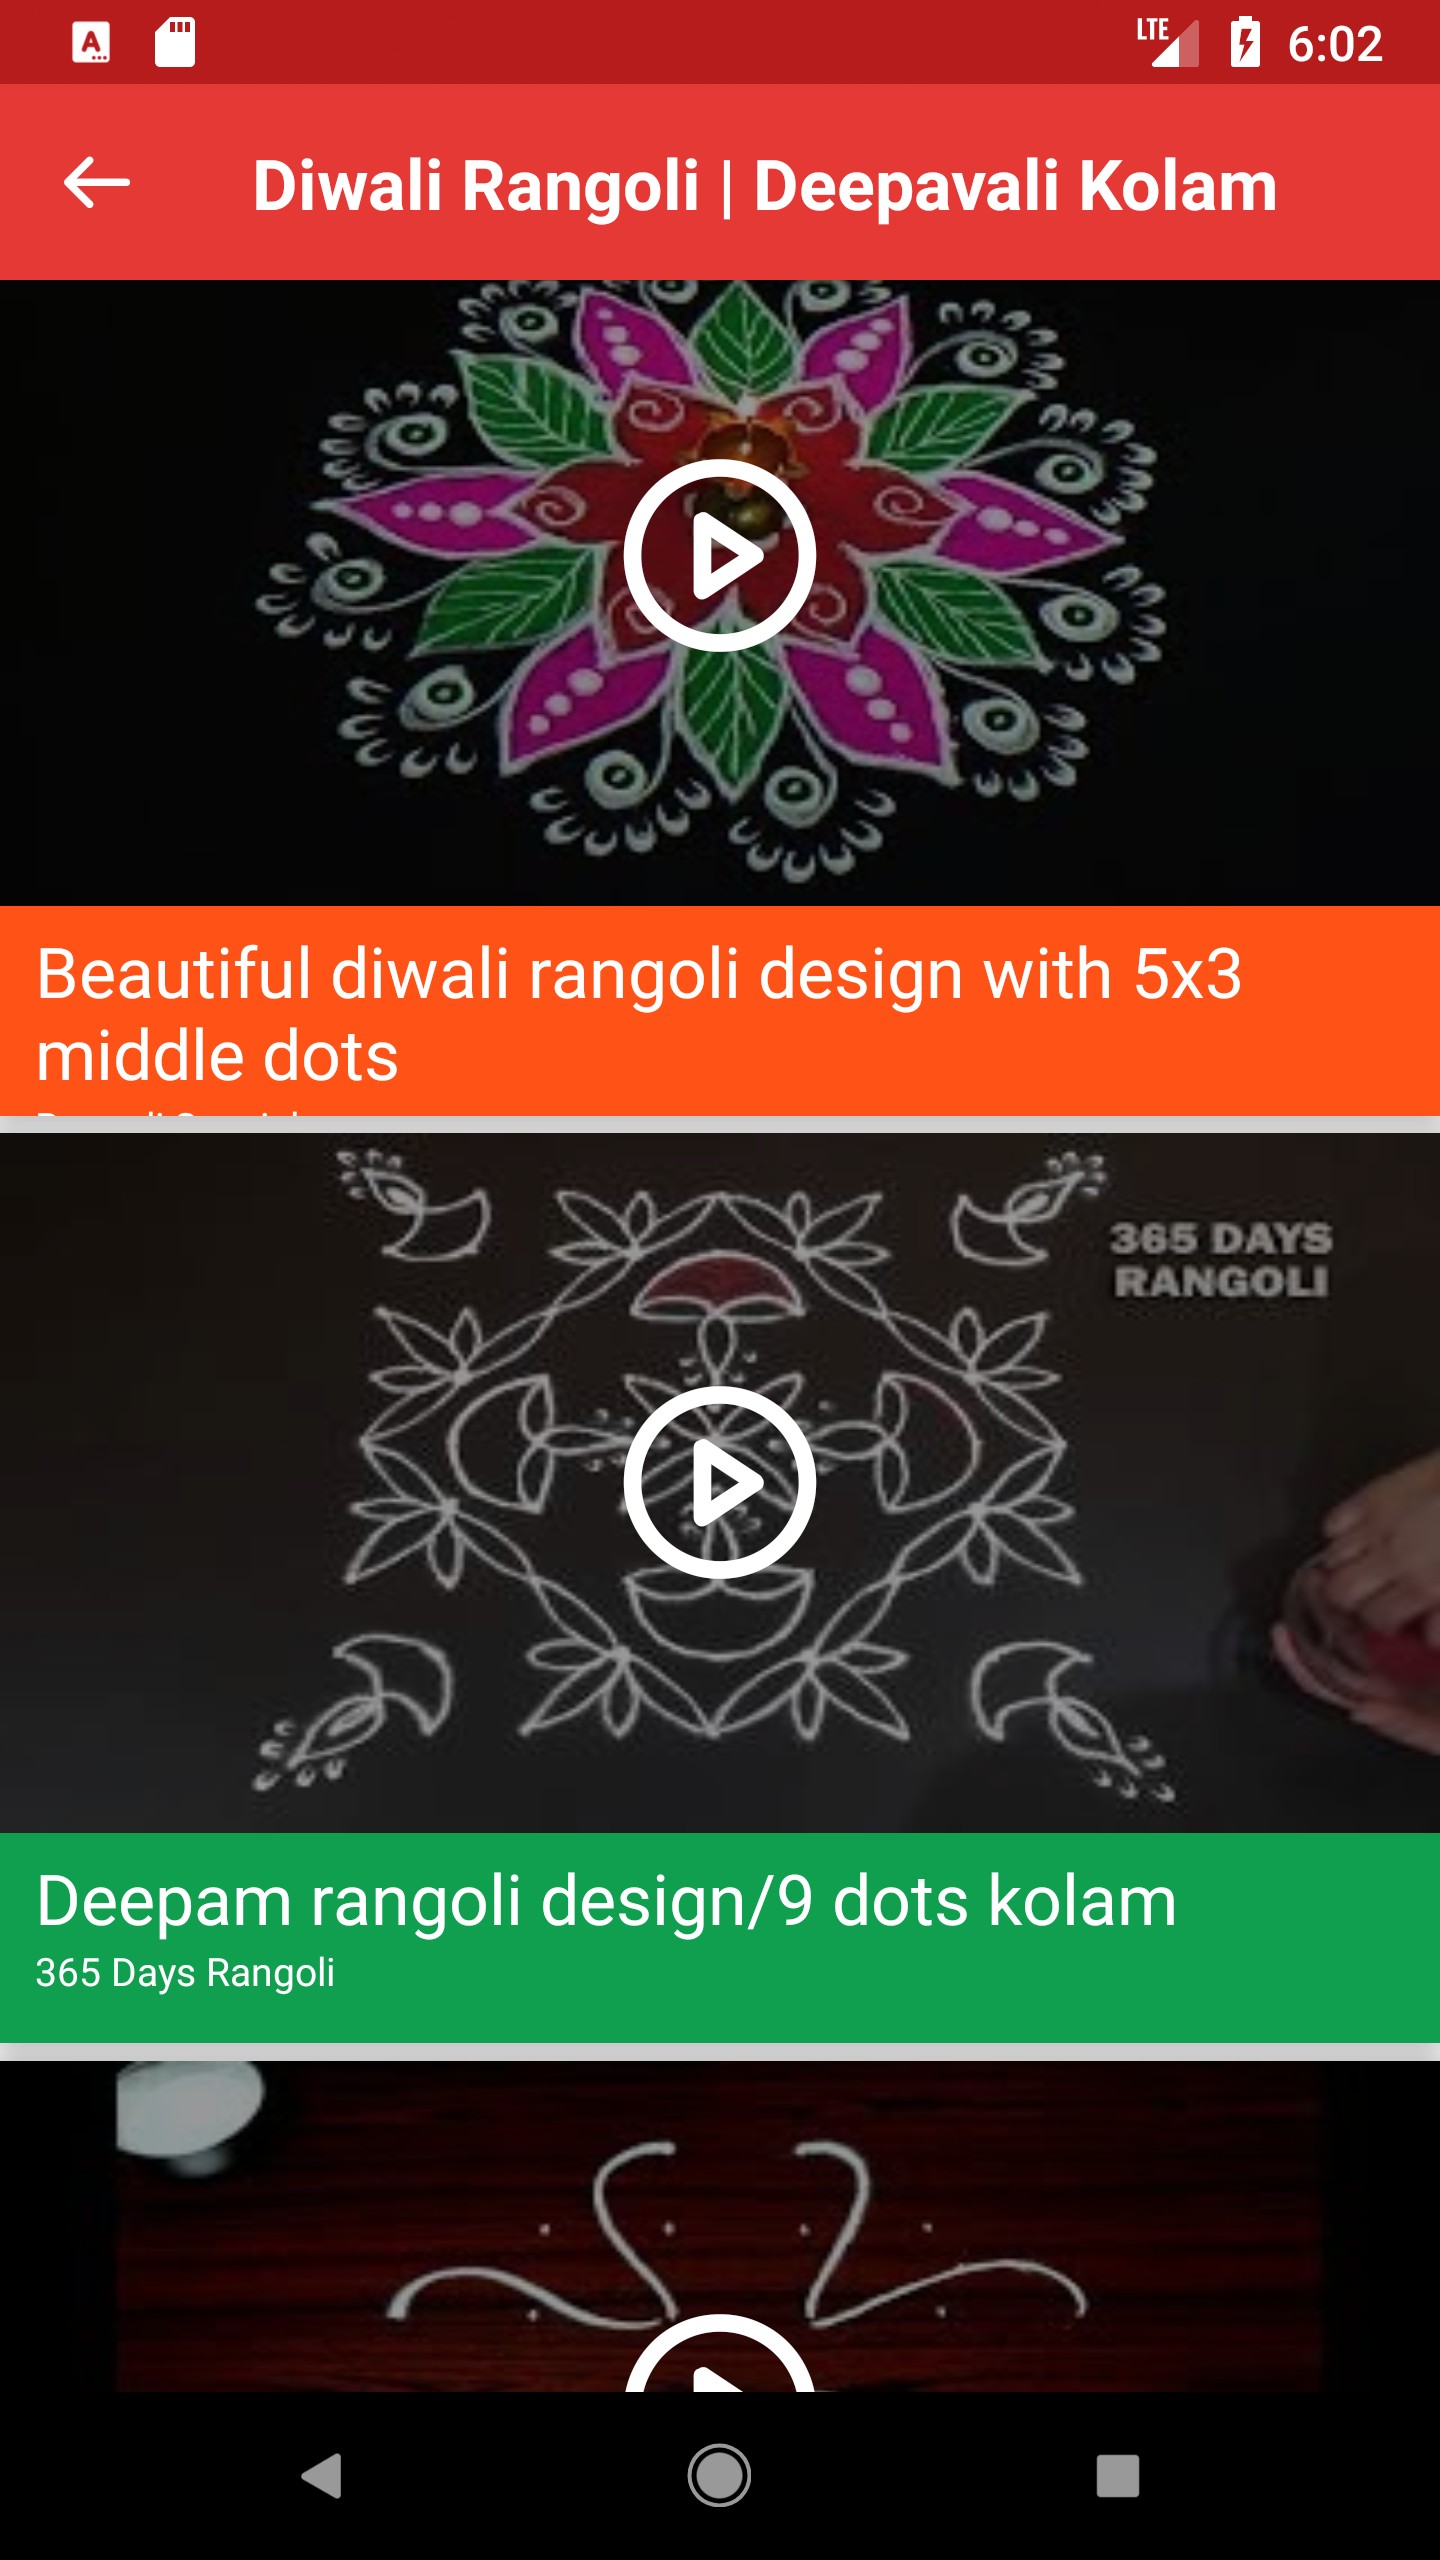 LTE 6:02
Diwali Rangoli | Deepavali Kolam
Beautiful diwali rangoli design with 5x3
middle dots
365 DAYS
RANGOLI
Deepam rangoli design/9 dots kolam
365 Days Rangoli